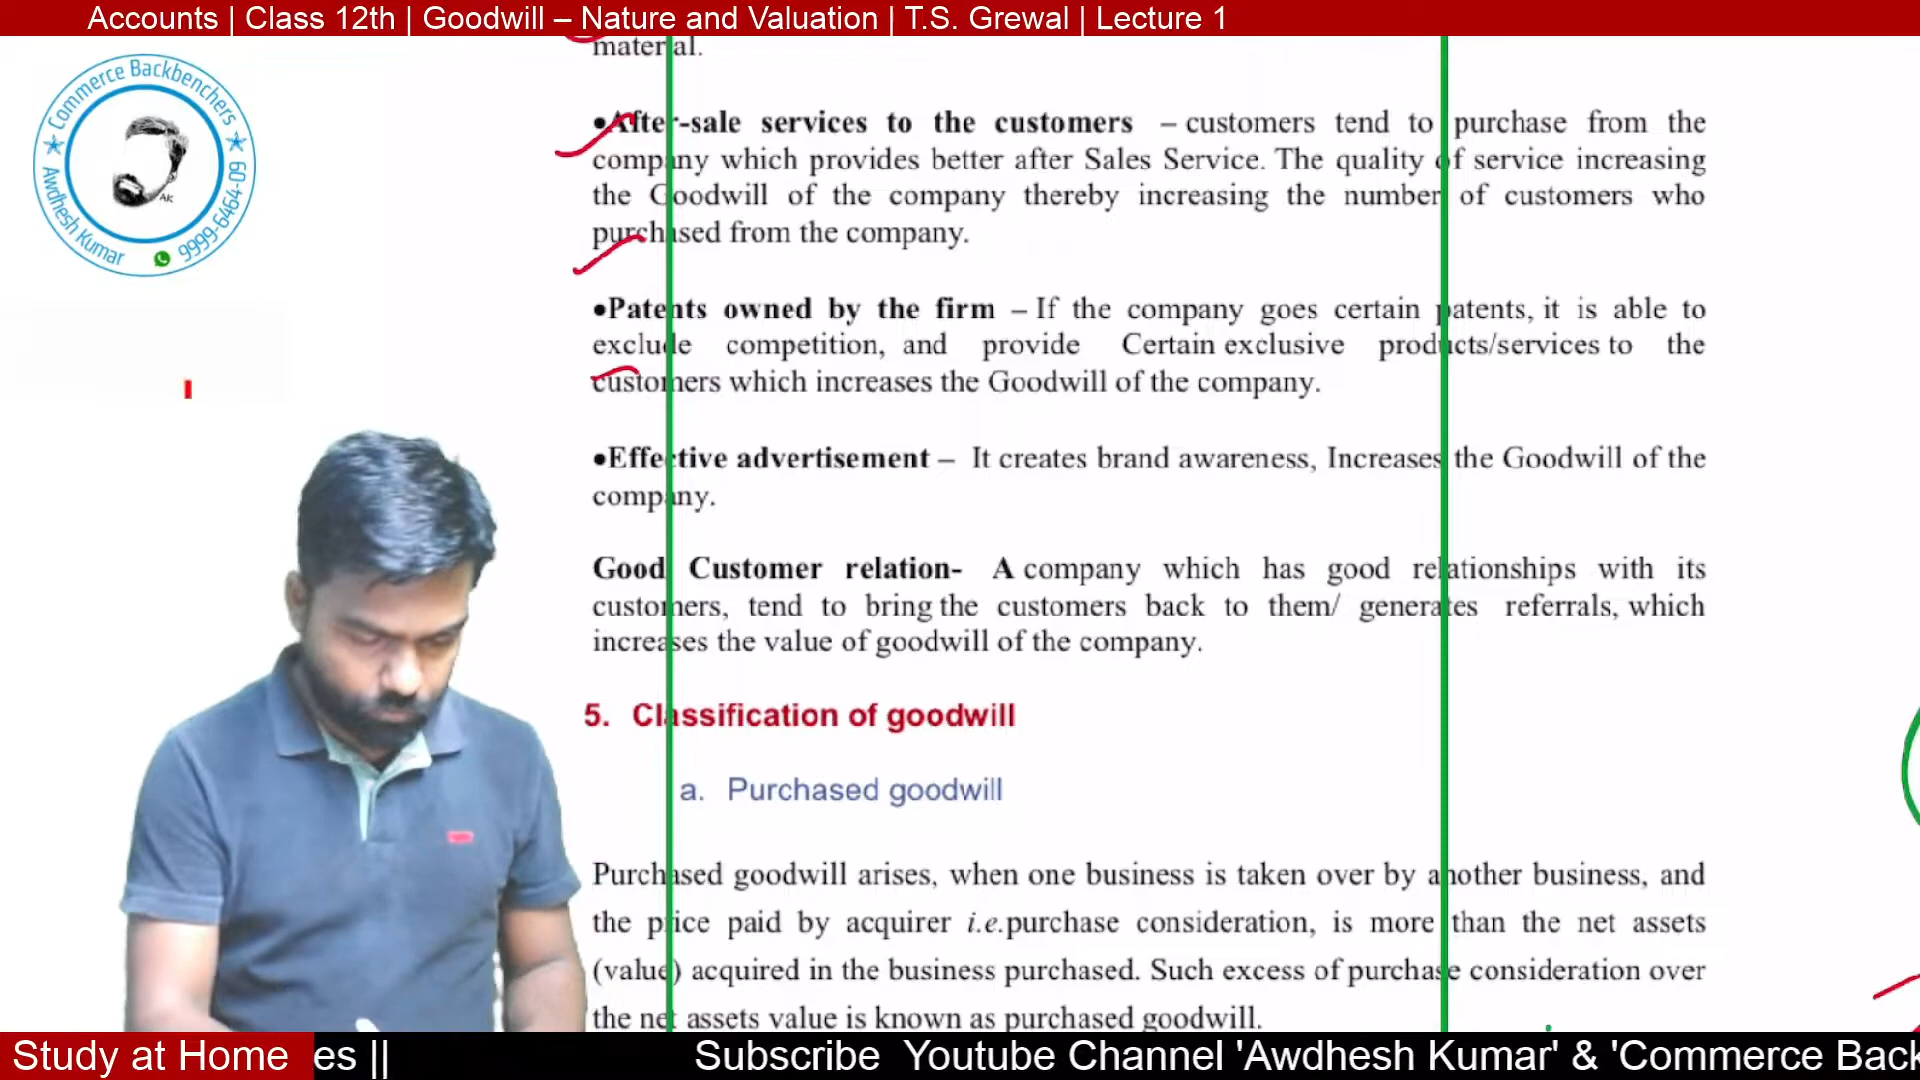 Accounts | Class 12th | Goodwill – Nature and Valuation | T.S. Grewal | Lecture 1
material.
Commerce Backbenchers
Awdhesh Kumar
9999-6464-09
AK
•After-sale services to the customers – customers tend to purchase from the
company which provides better after Sales Service. The quality of service increasing
the Goodwill of the company thereby increasing the number of customers who
purchased from the company.
•Patents owned by the firm – If the company goes certain patents, it is able to
exclude competition, and provide Certain exclusive products/services to the
customers which increases the Goodwill of the company.
•Effective advertisement – It creates brand awareness, Increases the Goodwill of the
company.
Good Customer relation- A company which has good relationships with its
customers, tend to bring the customers back to them/ generates referrals, which
increases the value of goodwill of the company.
5. Classification of goodwill
a. Purchased goodwill
Purchased goodwill arises, when one business is taken over by another business, and
the price paid by acquirer i.e.purchase consideration, is more than the net assets
(value) acquired in the business purchased. Such excess of purchase consideration over
the net assets value is known as purchased goodwill.
Study at Home es || Subscribe Youtube Channel 'Awdhesh Kumar' & 'Commerce Back